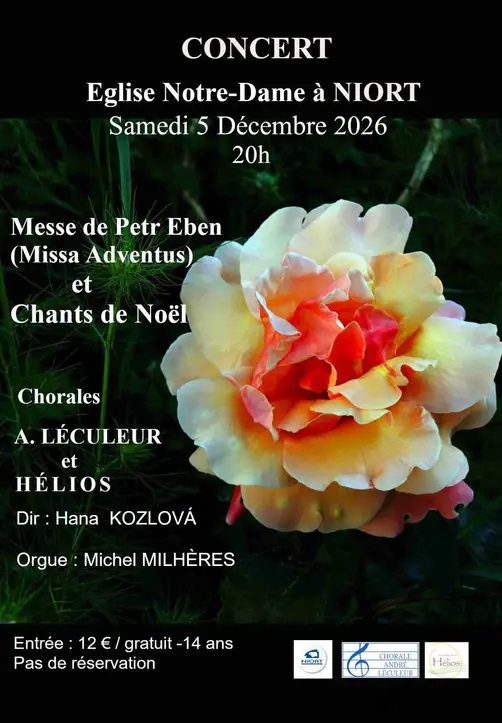 CONCERT
Eglise Notre-Dame à NIORT
Samedi 5 Décembre 2026
20h
Messe de Petr Eben
(Missa Adventus)
et
Chants de Noël
Chorales
A. LÉCULEUR
et
HÉLIOS
Dir : Hana KOZLOVÁ
Orgue : Michel MILHÈRES
Entrée : 12 € / gratuit -14 ans
Pas de réservation
NIORT
CHORALE
ANDRÉ
LÉCULEUR
Hélios